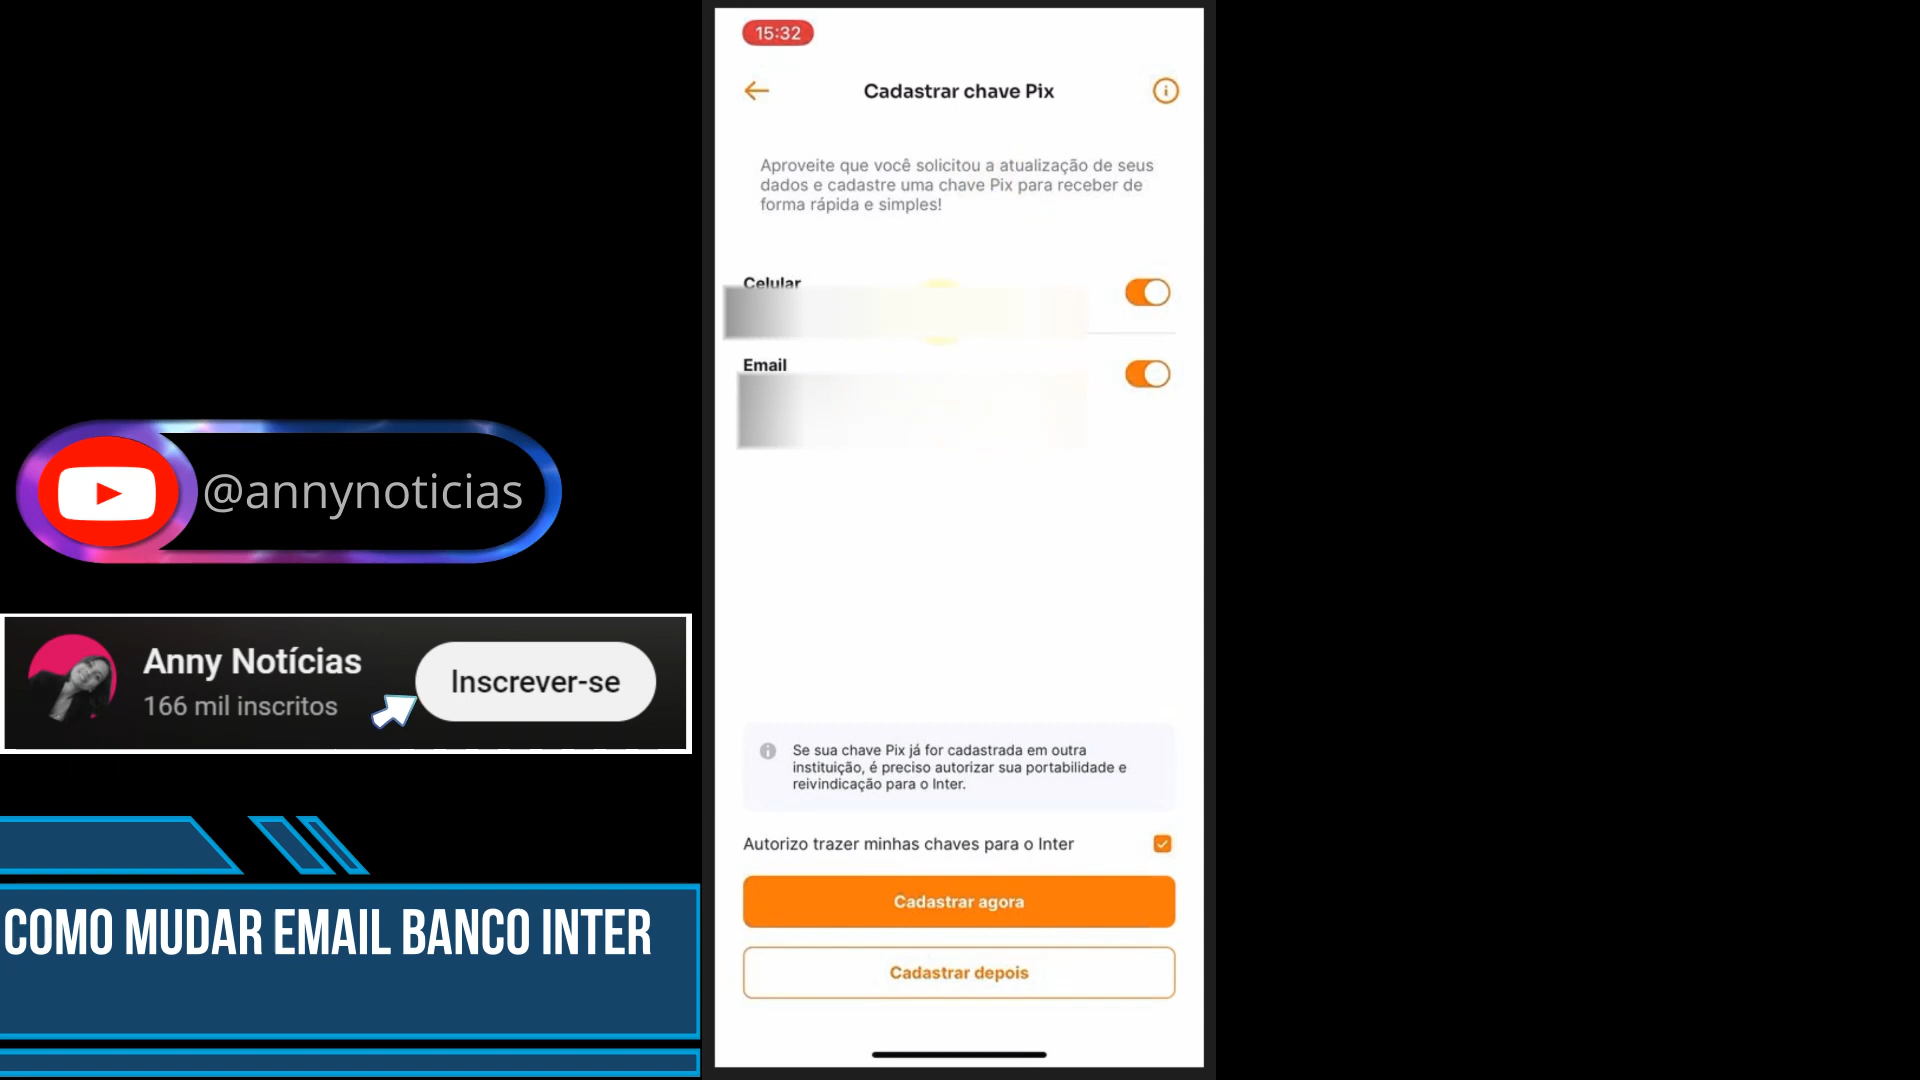 15:32
Cadastrar chave Pix
Aproveite que você solicitou a atualização de seus
dados e cadastre uma chave Pix para receber de
forma rápida e simples!
Celular
Email
@annynoticias
Anny Notícias
166 mil inscritos
Inscrever-se
Se sua chave Pix já for cadastrada em outra
instituição, é preciso autorizar sua portabilidade e
reivindicação para o Inter.
Autorizo trazer minhas chaves para o Inter
Cadastrar agora
COMO MUDAR EMAIL BANCO INTER
Cadastrar depois